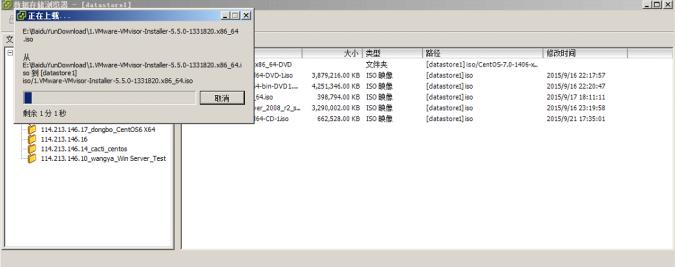 数据存储浏览器 - [datastore1]
正在上载...
E:\BaiduYunDownload\1.VMware-VMvisor-Installer-5.5.0-1331820.x86_64
.iso
从
E:\BaiduYunDownload\1.VMware-VMvisor-Installer-5.5.0-1331820.x86_64.i
so 到 [datastore1]
iso/1.VMware-VMvisor-Installer-5.5.0-1331820.x86_64.iso
取消
剩余 1 分 1 秒
文
大小 类型 路径 修改时间
x86_64-DVD 文件夹 [datastore1] iso/CentOS-7.0-1406-x...
64-DVD-1.iso 3,879,216.00 KB ISO 映像 [datastore1] iso 2015/9/16 22:17:57
4-bin-DVD1.... 4,251,346.00 KB ISO 映像 [datastore1] iso 2015/9/16 22:20:47
_64.iso 398,794.00 KB ISO 映像 [datastore1] iso 2015/9/17 18:11:11
ver_2008_r2_s... 3,290,002.00 KB ISO 映像 [datastore1] iso 2015/9/16 23:19:58
64-CD-1.iso 662,528.00 KB ISO 映像 [datastore1] iso 2015/9/21 17:35:01
114.213.146.17_dongbo_CentOS6 X64
114.213.146.16
114.213.146.14_cacti_centos
114.213.146.10_wangya_Win Server_Test